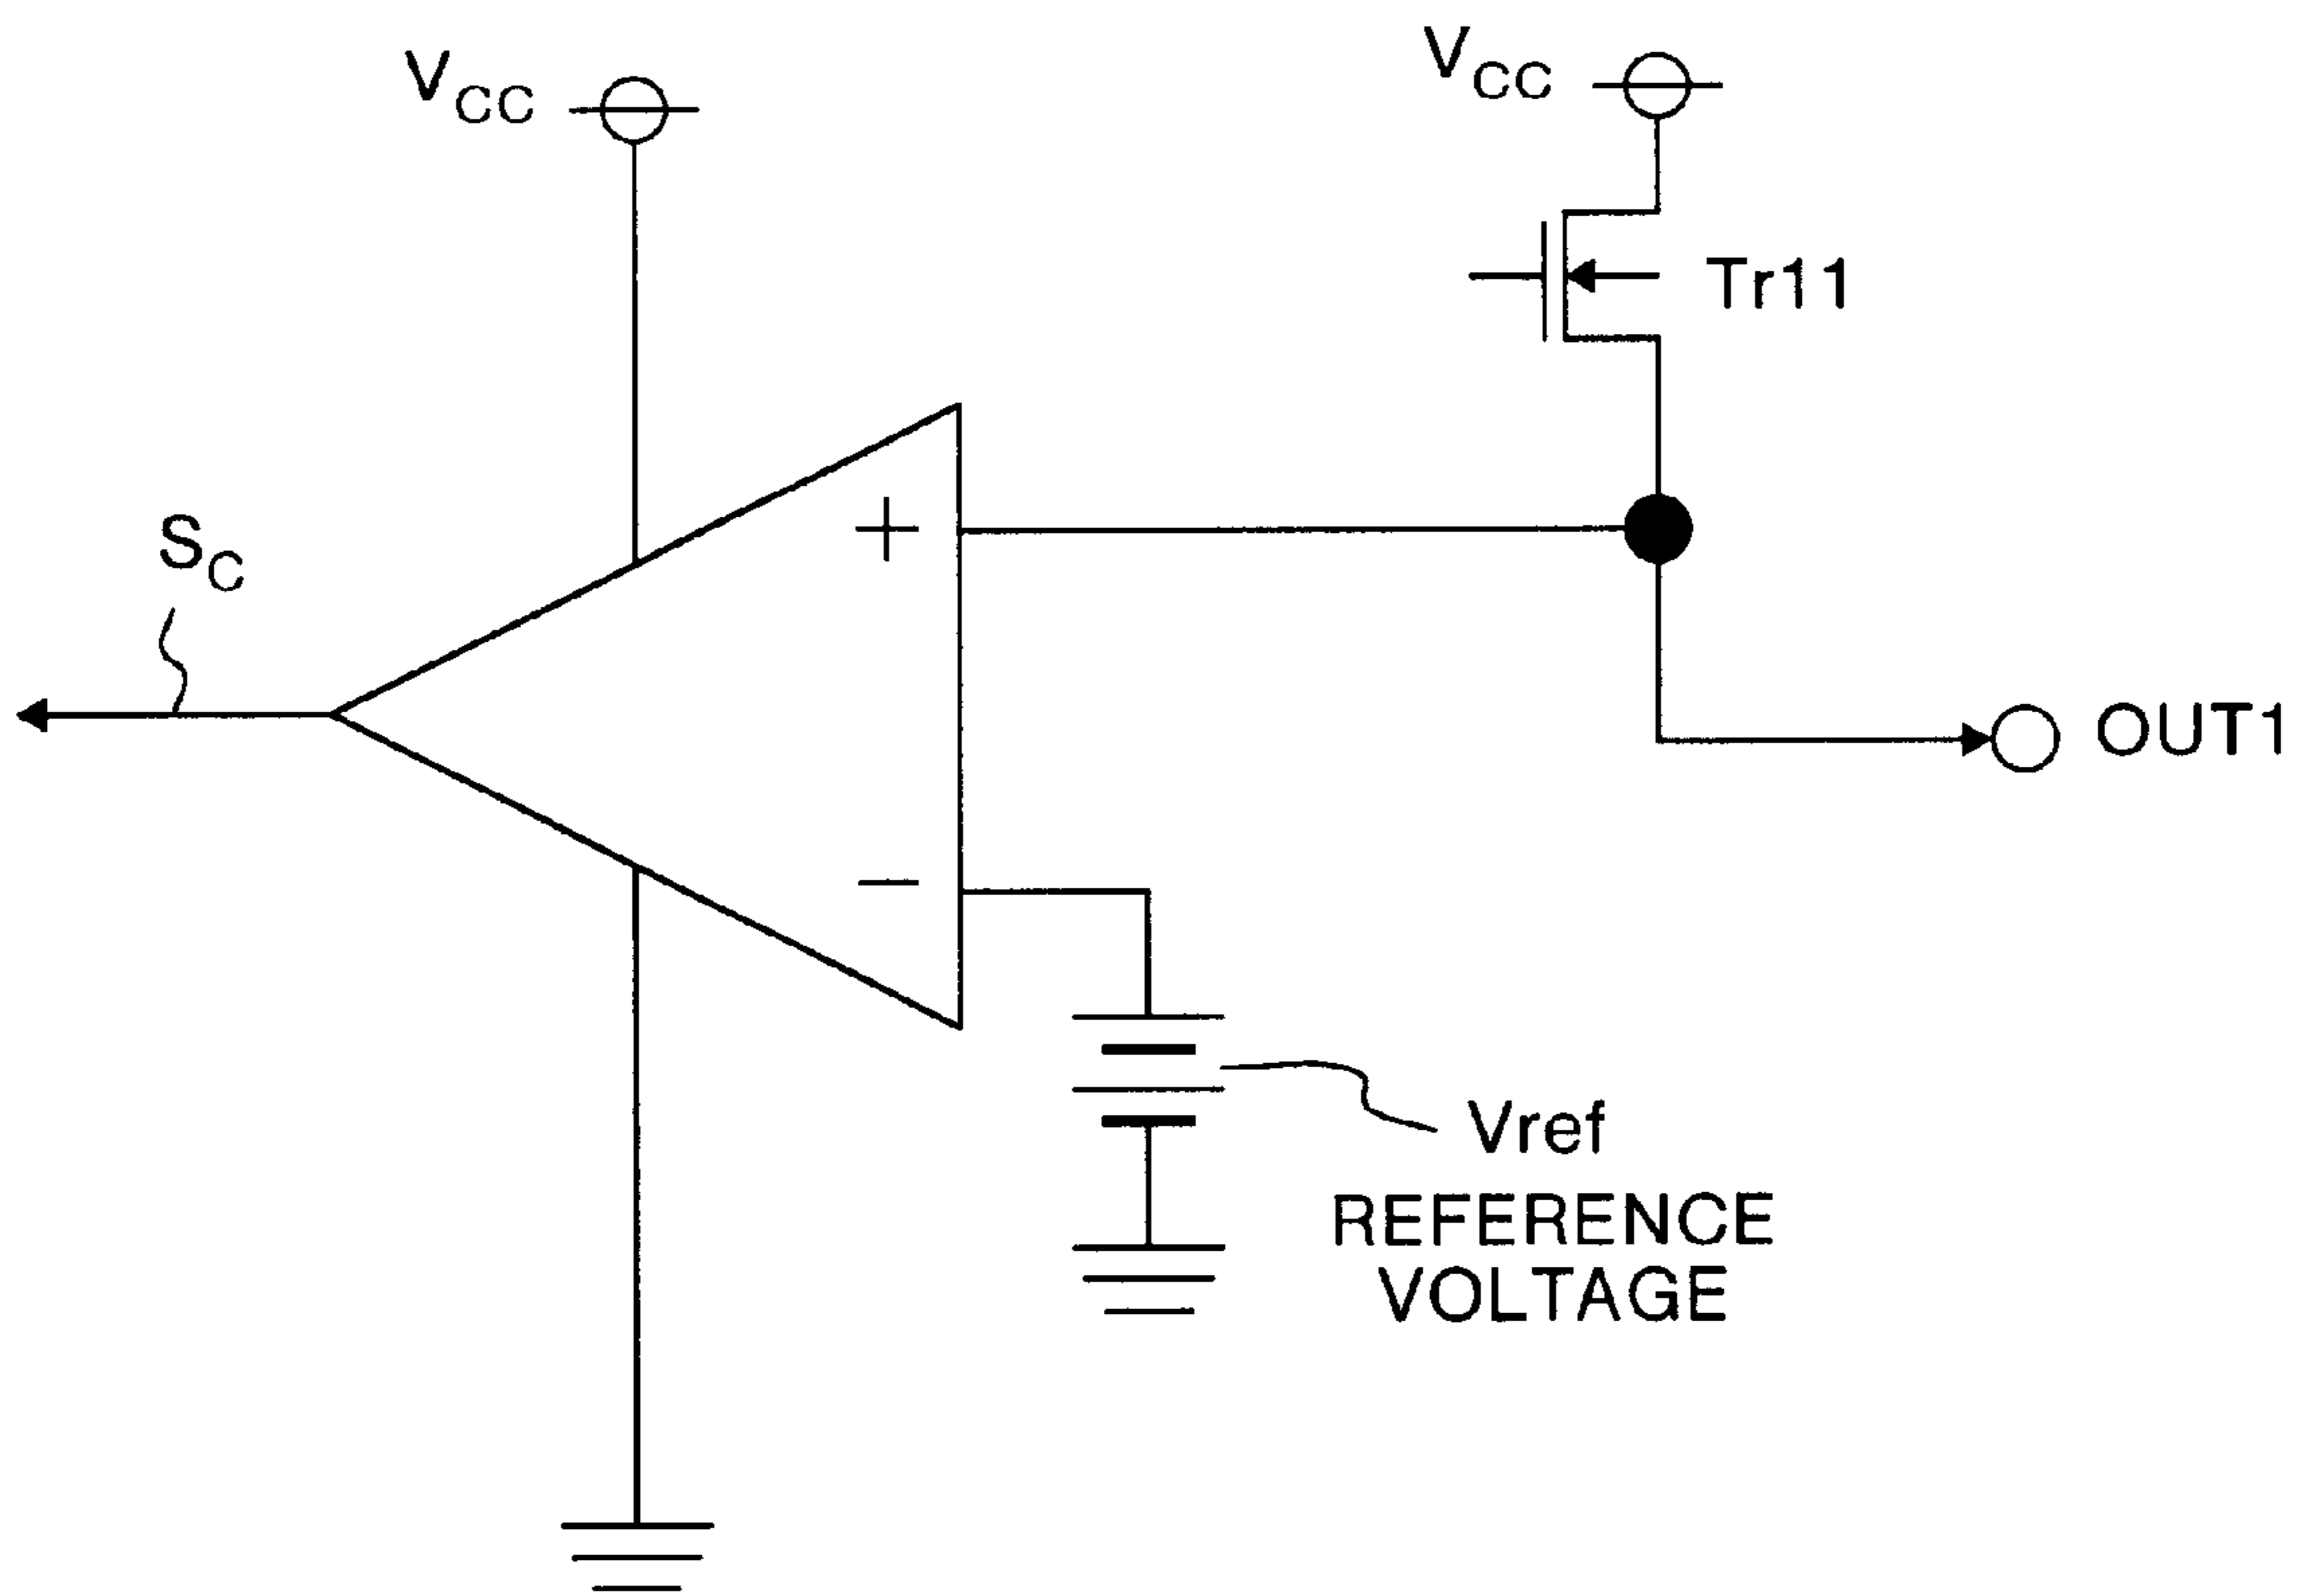 VCC
VCC
Tr11
+
SC
OUT1
−
Vref
REFERENCE
VOLTAGE